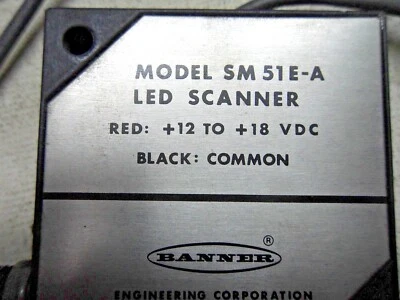 MODEL SM51E-A
LED SCANNER
RED: +12 TO +18 VDC
BLACK: COMMON
BANNER ®
ENGINEERING CORPORATION